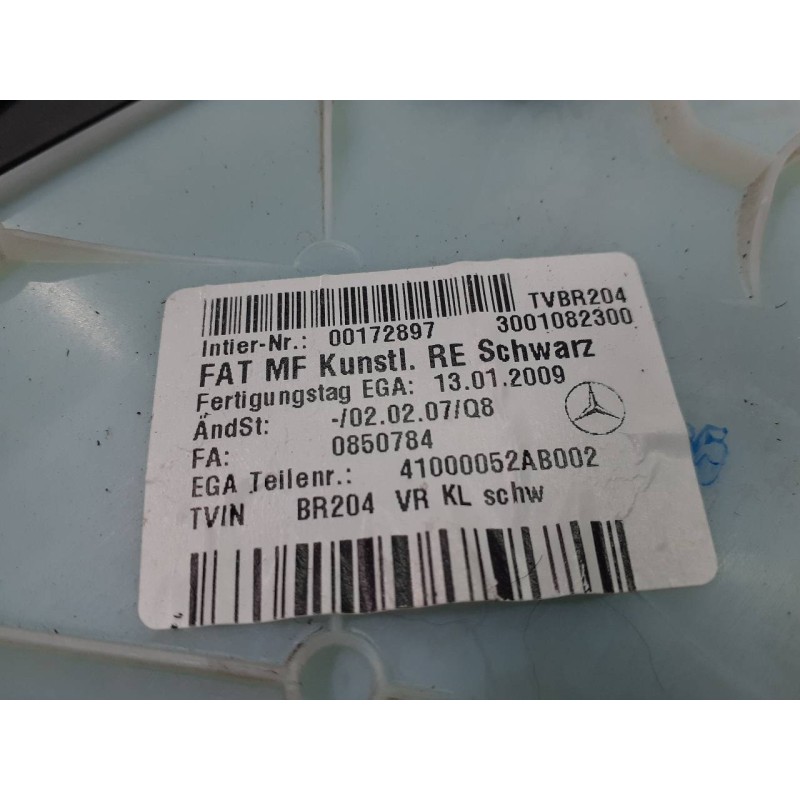 TVBR204
Intier-Nr.: 00172897 3001082300
FAT MF Kunstl. RE Schwarz
Fertigungstag EGA: 13.01.2009
ÄndSt: -/02.02.07/Q8
FA: 0850784
EGA Teilenr.: 41000052AB002
TVIN BR204 VR KL schw